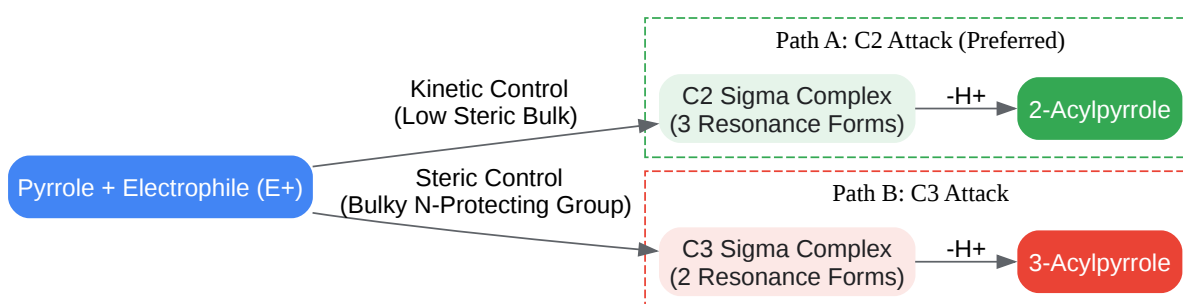 Pyrrole + Electrophile (E+)
Kinetic Control
(Low Steric Bulk)
Steric Control
(Bulky N-Protecting Group)
Path A: C2 Attack (Preferred)
C2 Sigma Complex
(3 Resonance Forms)
-H+
2-Acylpyrrole
Path B: C3 Attack
C3 Sigma Complex
(2 Resonance Forms)
-H+
3-Acylpyrrole